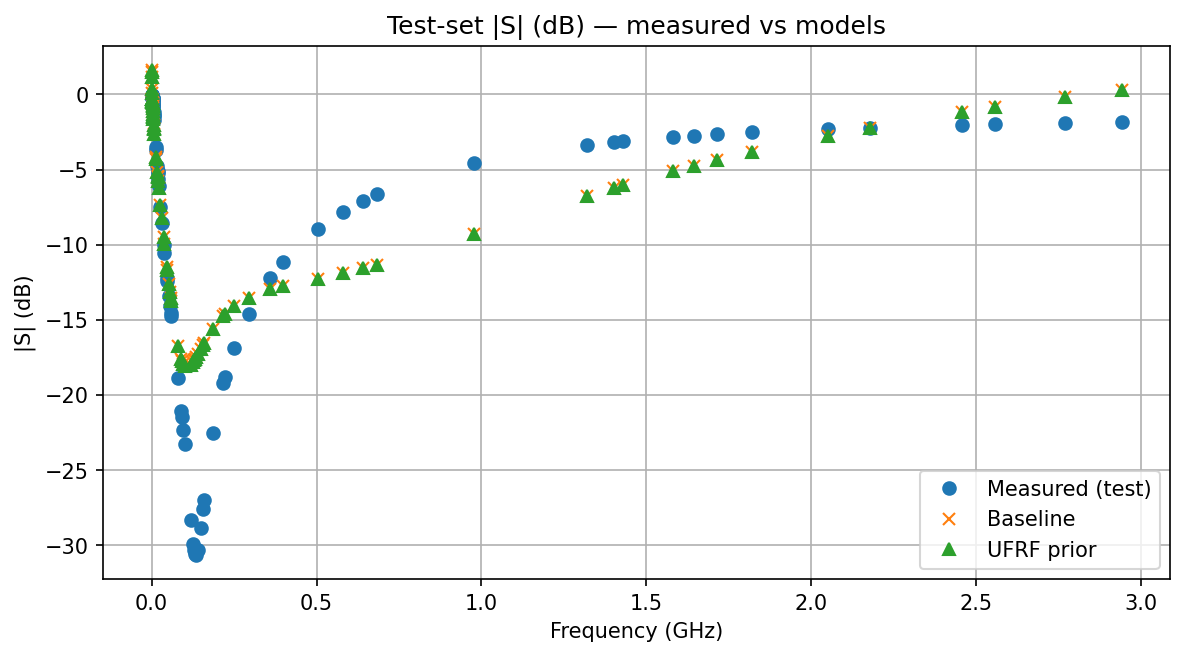 Test-set |S| (dB) — measured vs models
|S| (dB)
0
−5
−10
−15
−20
−25
−30
0.0 0.5 1.0 1.5 2.0 2.5 3.0
Frequency (GHz)
Measured (test)
Baseline
UFRF prior